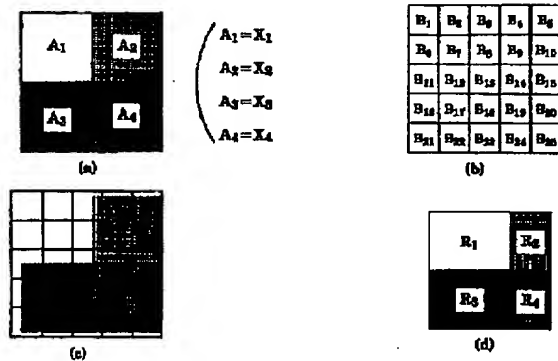 A₁ A₂
A₃ A₄
(a)
A₁=X₁
A₂=X₂
A₃=X₃
A₄=X₄
B₁ B₂ B₃ B₄ B₅
B₆ B₇ B₈ B₉ B₁₀
B₁₁ B₁₂ B₁₃ B₁₄ B₁₅
B₁₆ B₁₇ B₁₈ B₁₉ B₂₀
B₂₁ B₂₂ B₂₃ B₂₄ B₂₅
(b)
(c)
R₁ R₂
R₃ R₄
(d)